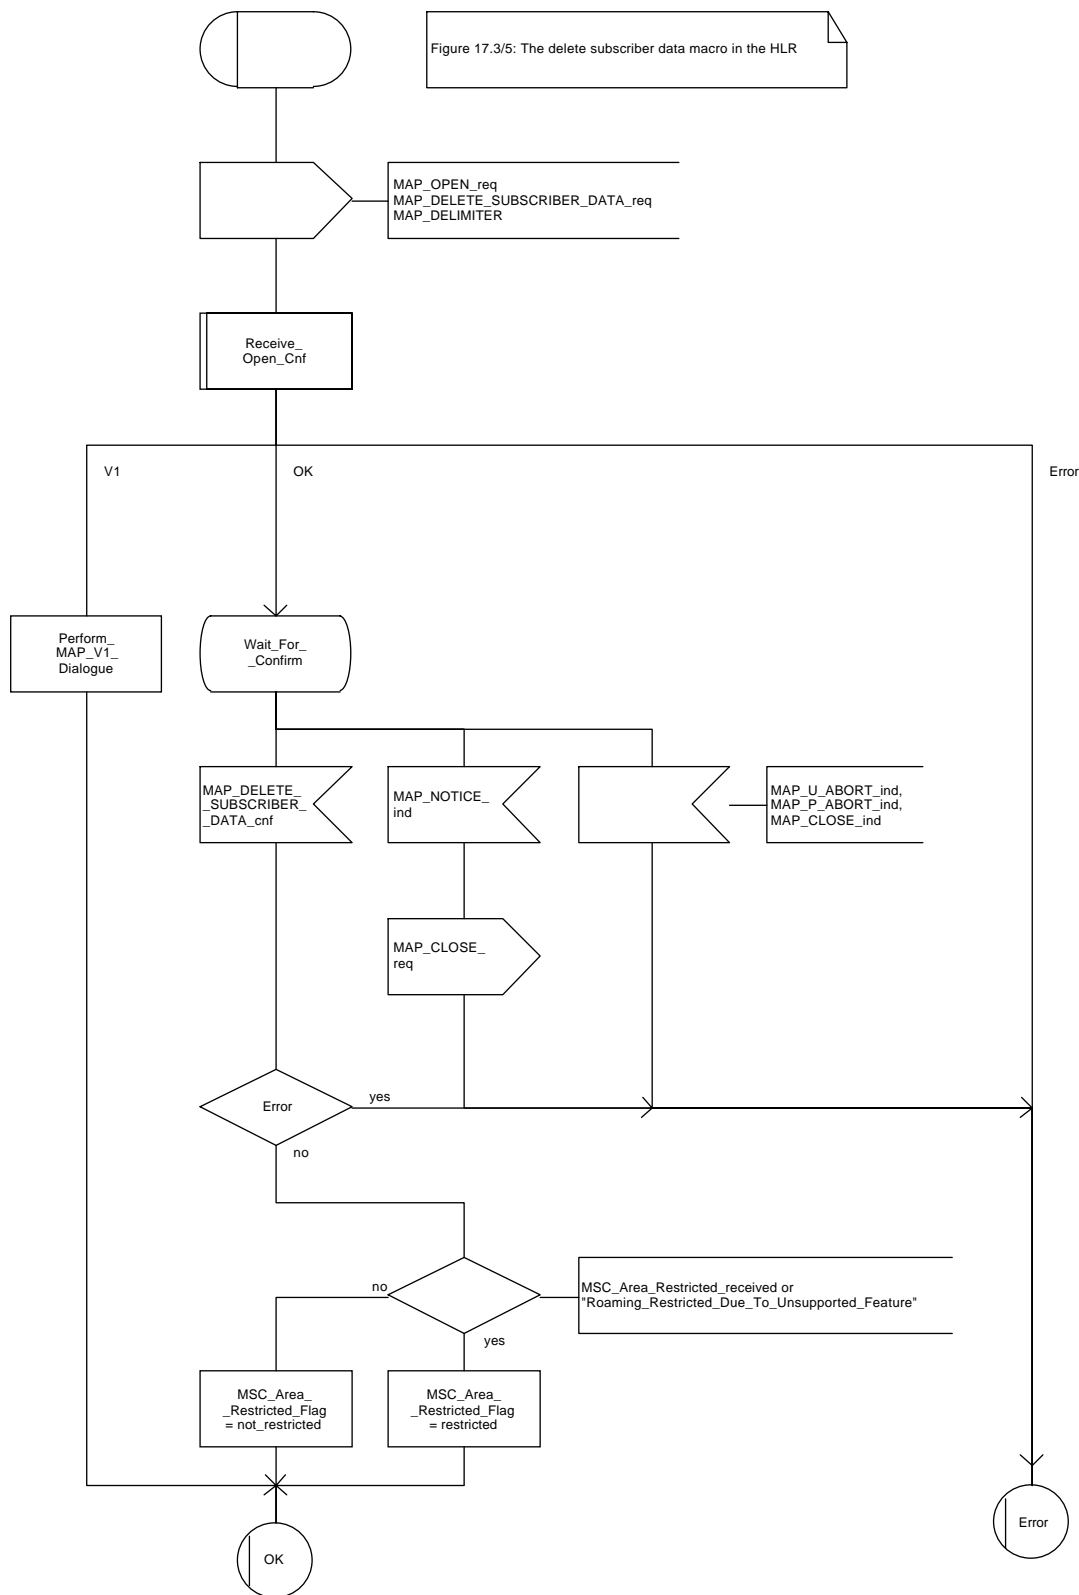 Figure 17.3/5: The delete subscriber data macro in the HLR
MAP_OPEN_req
MAP_DELETE_SUBSCRIBER_DATA_req
MAP_DELIMITER
Receive_
Open_Cnf
V1
OK
Error
Perform_
MAP_V1_
Dialogue
Wait_For_
_Confirm
MAP_DELETE_
_SUBSCRIBER_
_DATA_cnf
MAP_NOTICE_
ind
MAP_U_ABORT_ind,
MAP_P_ABORT_ind,
MAP_CLOSE_ind
MAP_CLOSE_
req
Error
yes
no
no
MSC_Area_Restricted_received or
"Roaming_Restricted_Due_To_Unsupported_Feature"
yes
MSC_Area_
_Restricted_Flag
= not_restricted
MSC_Area_
_Restricted_Flag
= restricted
Error
OK